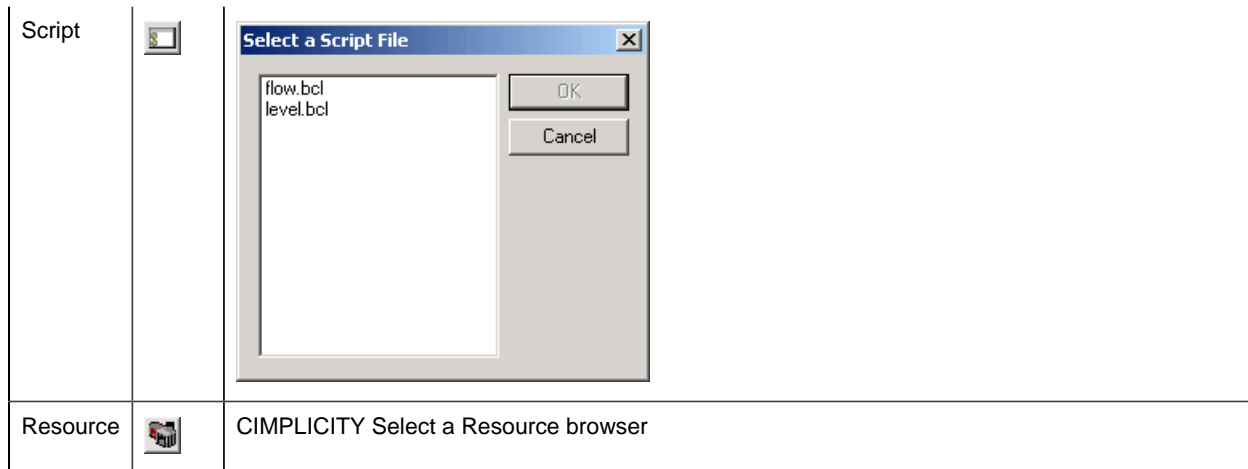 Script
Select a Script File
flow.bcl
level.bcl
OK
Cancel
Resource
CIMPLICITY Select a Resource browser